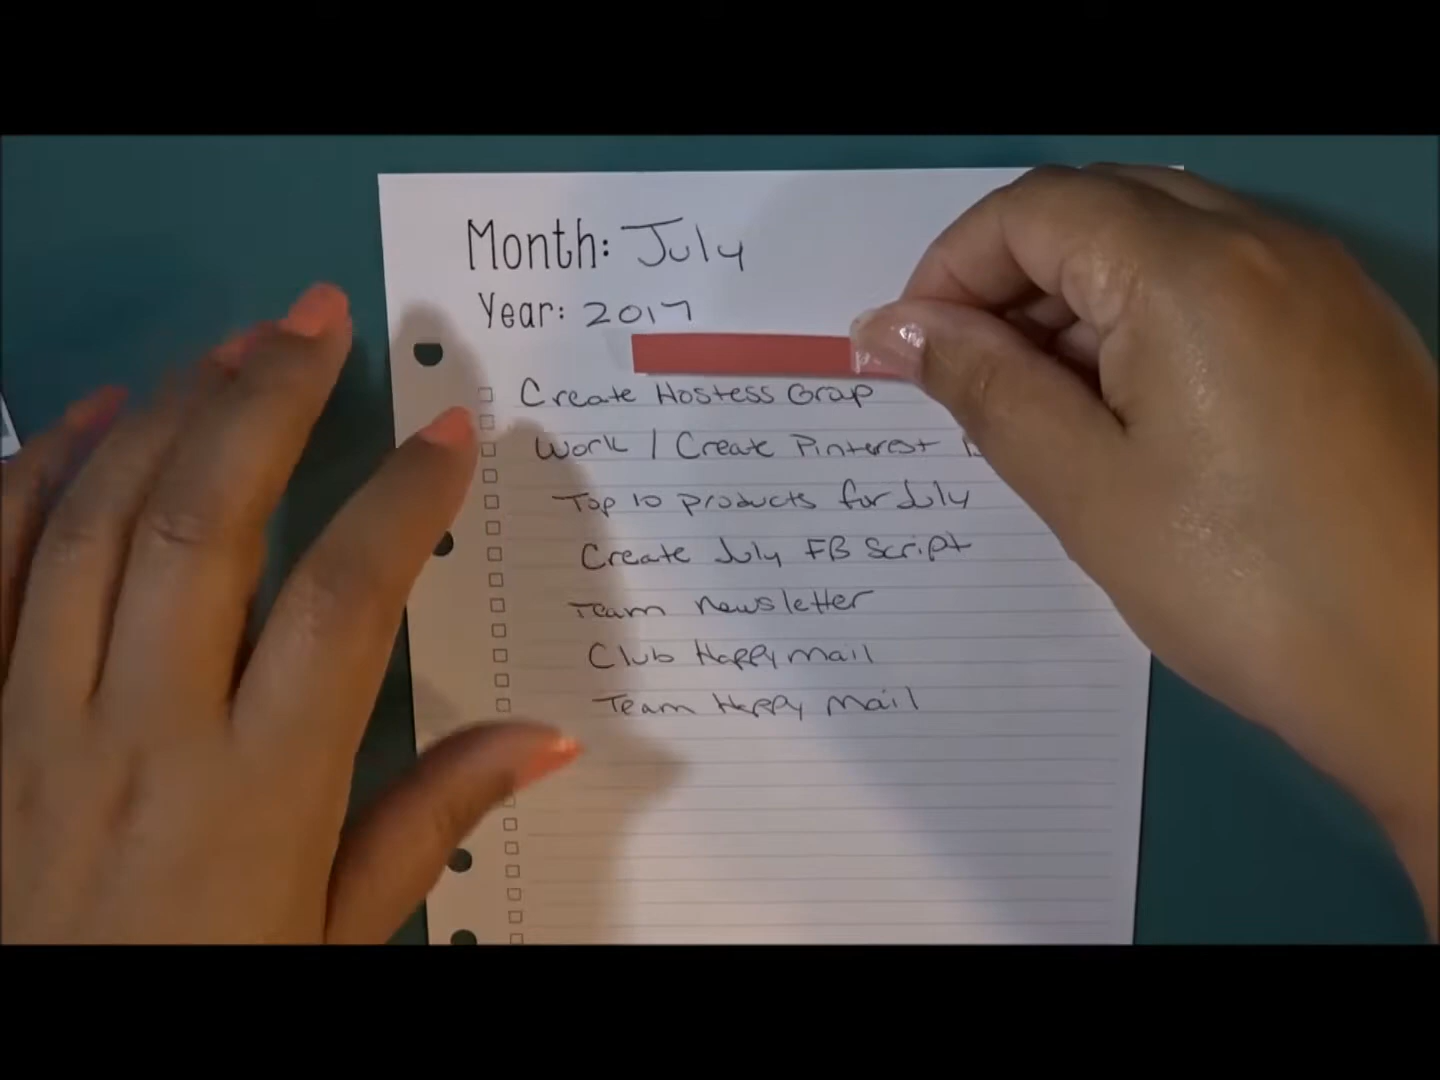 Month: July
Year: 2017
Create Hostess Grap
Work / Create Pinterest
Top 10 products for July
Create July FB Script
Team newsletter
Club Happy mail
Team Happy Mail